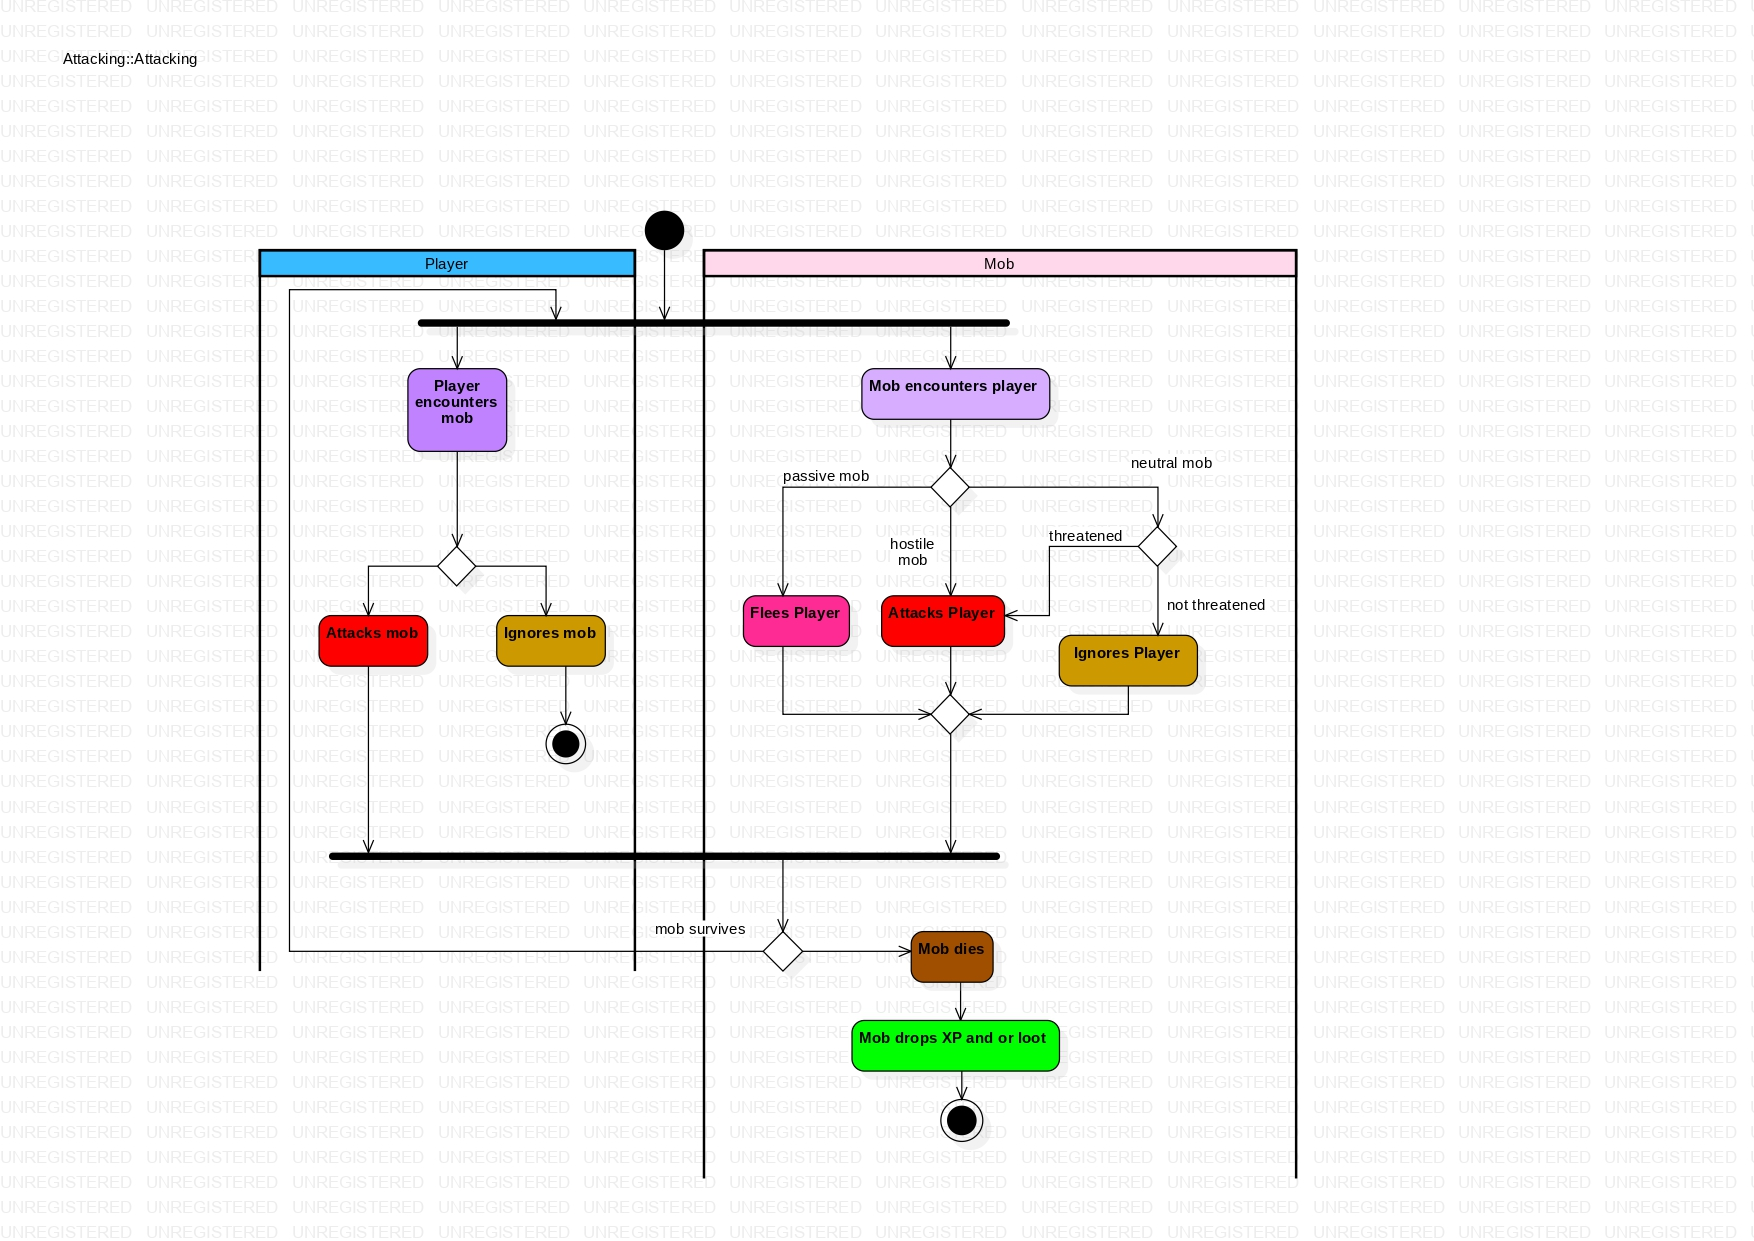 Attacking::Attacking
Player
Mob
Player
encounters
mob
Mob encounters player
passive mob
neutral mob
hostile
mob
threatened
not threatened
Attacks mob
Ignores mob
Flees Player
Attacks Player
Ignores Player
mob survives
Mob dies
Mob drops XP and or loot
UNREGISTERED